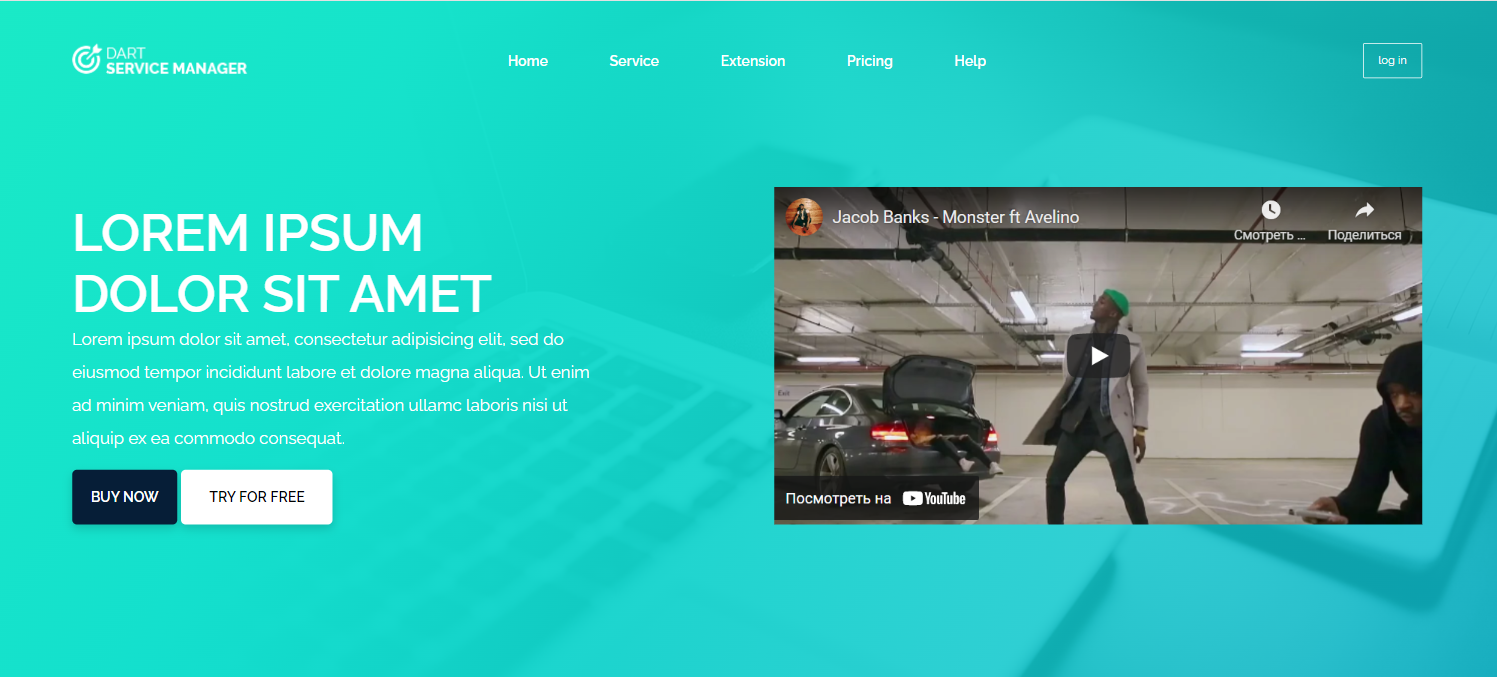 DART
SERVICE MANAGER
Home
Service
Extension
Pricing
Help
log in
LOREM IPSUM
DOLOR SIT AMET
Lorem ipsum dolor sit amet, consectetur adipisicing elit, sed do
eiusmod tempor incididunt labore et dolore magna aliqua. Ut enim
ad minim veniam, quis nostrud exercitation ullamc laboris nisi ut
aliquip ex ea commodo consequat.
BUY NOW
TRY FOR FREE
Jacob Banks - Monster ft Avelino
Смотреть ...
Поделиться
Exit
Посмотреть на
YouTube